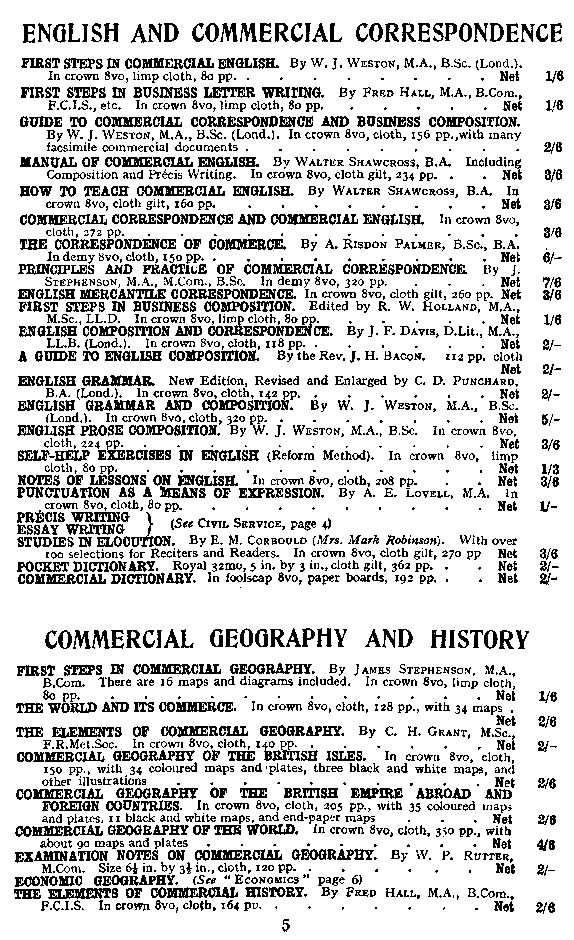 ENGLISH AND COMMERCIAL CORRESPONDENCE
FIRST STEPS IN COMMERCIAL ENGLISH. By W. J. WESTON, M.A., B.Sc. (Lond.).
In crown 8vo, limp cloth, 80 pp. . . . . . . . . . Net 1/6
FIRST STEPS IN BUSINESS LETTER WRITING. By FRED HALL, M.A., B.Com.,
F.C.I.S., etc. In crown 8vo, limp cloth, 80 pp. . . . . . Net 1/6
GUIDE TO COMMERCIAL CORRESPONDENCE AND BUSINESS COMPOSITION.
By W. J. WESTON, M.A., B.Sc. (Lond.). In crown 8vo, cloth, 156 pp., with many
facsimile commercial documents . . . . . . . . . 2/6
MANUAL OF COMMERCIAL ENGLISH. By WALTER SHAWCROSS, B.A. Including
Composition and Précis Writing. In crown 8vo, cloth gilt, 234 pp. . . Net 3/6
HOW TO TEACH COMMERCIAL ENGLISH. By WALTER SHAWCROSS, B.A. In
crown 8vo, cloth gilt, 160 pp. . . . . . . . . . Net 3/6
COMMERCIAL CORRESPONDENCE AND COMMERCIAL ENGLISH. In crown 8vo,
cloth, 272 pp. . . . . . . . . . . . . 3/6
THE CORRESPONDENCE OF COMMERCE. By A. RISDON PALMER, B.Sc., B.A.
In demy 8vo, cloth, 150 pp. . . . . . . . . . Net 6/–
PRINCIPLES AND PRACTICE OF COMMERCIAL CORRESPONDENCE. By J.
STEPHENSON, M.A., M.Com., B.Sc. In demy 8vo, 320 pp. . . . . Net 7/6
ENGLISH MERCANTILE CORRESPONDENCE. In crown 8vo, cloth gilt, 260 pp. Net 3/6
FIRST STEPS IN BUSINESS COMPOSITION. Edited by R. W. HOLLAND, M.A.,
M.Sc., LL.D. In crown 8vo, limp cloth, 80 pp. . . . . . Net 1/6
ENGLISH COMPOSITION AND CORRESPONDENCE. By J. F. DAVIS, D.Lit., M.A.,
LL.B. (Lond.). In crown 8vo, cloth, 118 pp. . . . . . . Net 2/–
A GUIDE TO ENGLISH COMPOSITION. By the Rev. J. H. BACON. 112 pp. cloth
Net 2/–
ENGLISH GRAMMAR. New Edition, Revised and Enlarged by C. D. PUNCHARD,
B.A. (Lond.). In crown 8vo, cloth, 142 pp. . . . . . . Net 2/–
ENGLISH GRAMMAR AND COMPOSITION. By W. J. WESTON, M.A., B.Sc.
(Lond.). In crown 8vo, cloth, 320 pp. . . . . . . . Net 5/–
ENGLISH PROSE COMPOSITION. By W. J. WESTON, M.A., B.Sc. In crown 8vo,
cloth, 224 pp. . . . . . . . . . . . Net 3/6
SELF-HELP EXERCISES IN ENGLISH (Reform Method). In crown 8vo, limp
cloth, 80 pp. . . . . . . . . . . . Net 1/3
NOTES OF LESSONS ON ENGLISH. In crown 8vo, cloth, 208 pp. . . . Net 3/6
PUNCTUATION AS A MEANS OF EXPRESSION. By A. E. LOVELL, M.A. In
crown 8vo, cloth, 80 pp. . . . . . . . . . Net 1/–
PRÉCIS WRITING
ESSAY WRITING } (See CIVIL SERVICE, page 4)
STUDIES IN ELOCUTION. By E. M. CORBOULD (Mrs. Mark Robinson). With over
100 selections for Reciters and Readers. In crown 8vo, cloth gilt, 270 pp Net 3/6
POCKET DICTIONARY. Royal 32mo, 5 in. by 3 in., cloth gilt, 362 pp. . . Net 2/–
COMMERCIAL DICTIONARY. In foolscap 8vo, paper boards, 192 pp. . . Net 2/–
COMMERCIAL GEOGRAPHY AND HISTORY
FIRST STEPS IN COMMERCIAL GEOGRAPHY. By JAMES STEPHENSON, M.A.,
B.Com. There are 16 maps and diagrams included. In crown 8vo, limp cloth,
80 pp. . . . . . . . . . . . . Net 1/6
THE WORLD AND ITS COMMERCE. In crown 8vo, cloth, 128 pp., with 34 maps .
Net 2/6
THE ELEMENTS OF COMMERCIAL GEOGRAPHY. By C. H. GRANT, M.Sc.,
F.R.Met.Soc. In crown 8vo, cloth, 140 pp. . . . . . . Net 2/–
COMMERCIAL GEOGRAPHY OF THE BRITISH ISLES. In crown 8vo, cloth,
150 pp., with 34 coloured maps and plates, three black and white maps, and
other illustrations . . . . . . . . . . Net 2/6
COMMERCIAL GEOGRAPHY OF THE BRITISH EMPIRE ABROAD AND
FOREIGN COUNTRIES. In crown 8vo, cloth, 205 pp., with 35 coloured maps
and plates, 11 black and white maps, and end-paper maps . . . . Net 2/6
COMMERCIAL GEOGRAPHY OF THE WORLD. In crown 8vo, cloth, 350 pp., with
about 90 maps and plates . . . . . . . . . Net 4/6
EXAMINATION NOTES ON COMMERCIAL GEOGRAPHY. By W. P. RUTTER,
M.Com. Size 6½ in. by 3½ in., cloth, 120 pp. . . . . . . Net 2/–
ECONOMIC GEOGRAPHY. (See "ECONOMICS" page 6)
THE ELEMENTS OF COMMERCIAL HISTORY. By FRED HALL, M.A., B.Com.,
F.C.I.S. In crown 8vo, cloth, 164 pp. . . . . . . . Net 2/6
5